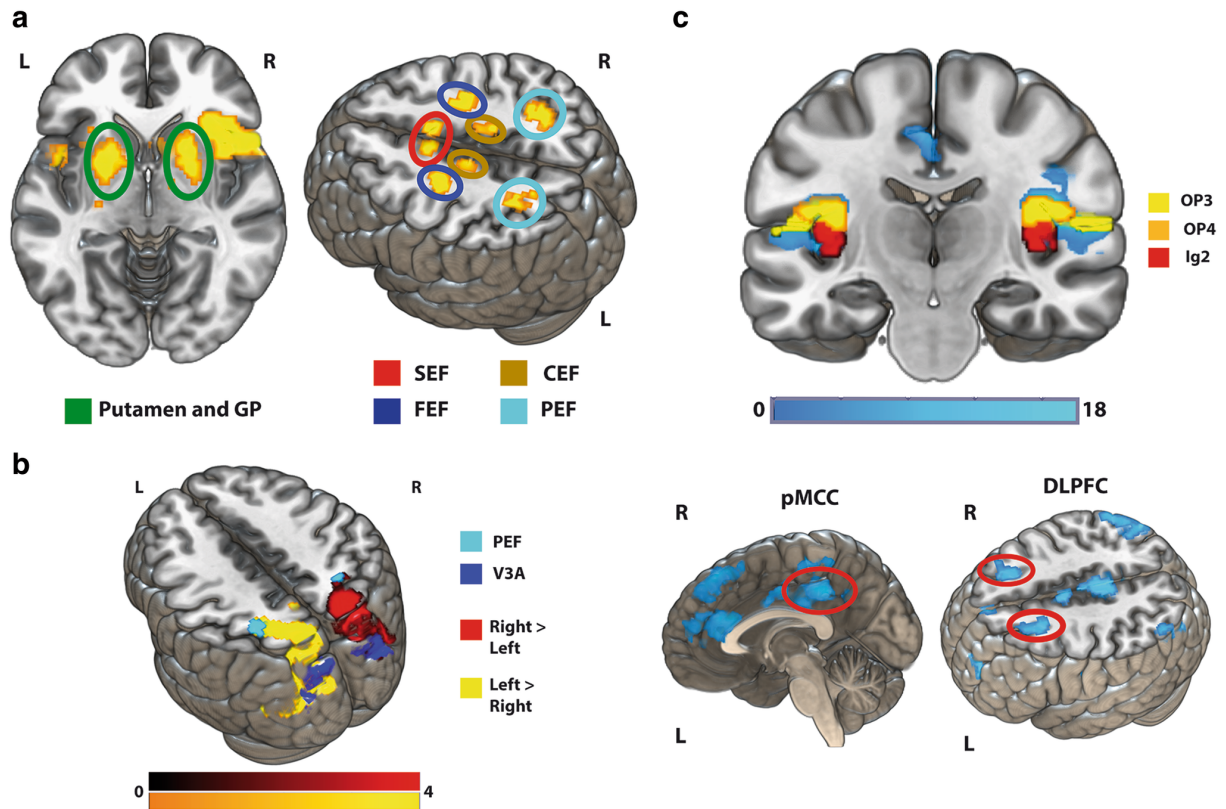 a
L
R
R
L
SEF
CEF
FEF
PEF
Putamen and GP
b
L
R
PEF
V3A
Right >
Left
Left >
Right
0
4
c
OP3
OP4
Ig2
0
18
pMCC
DLPFC
R
R
L
L